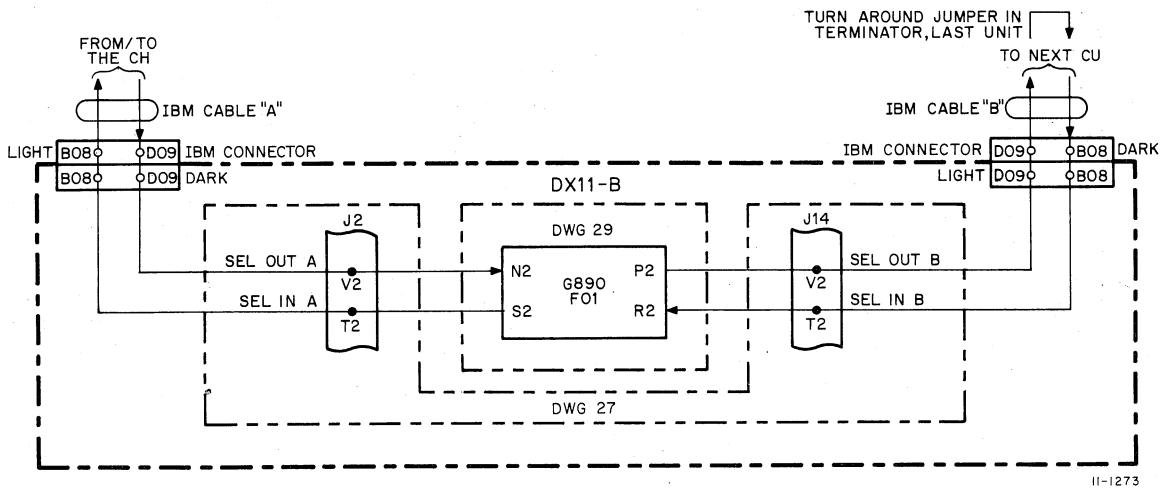 TURN AROUND JUMPER IN
TERMINATOR, LAST UNIT
FROM/TO
THE CH
TO NEXT CU
IBM CABLE "A"
IBM CABLE "B"
LIGHT B08 D09 IBM CONNECTOR
B08 D09 DARK
IBM CONNECTOR D09 B08 DARK
LIGHT D09 B08
DX11-B
J2
DWG 29
J14
SEL OUT A
V2
N2
G890
F01
P2
SEL OUT B
V2
SEL IN A
T2
S2
R2
SEL IN B
T2
DWG 27
11-1273